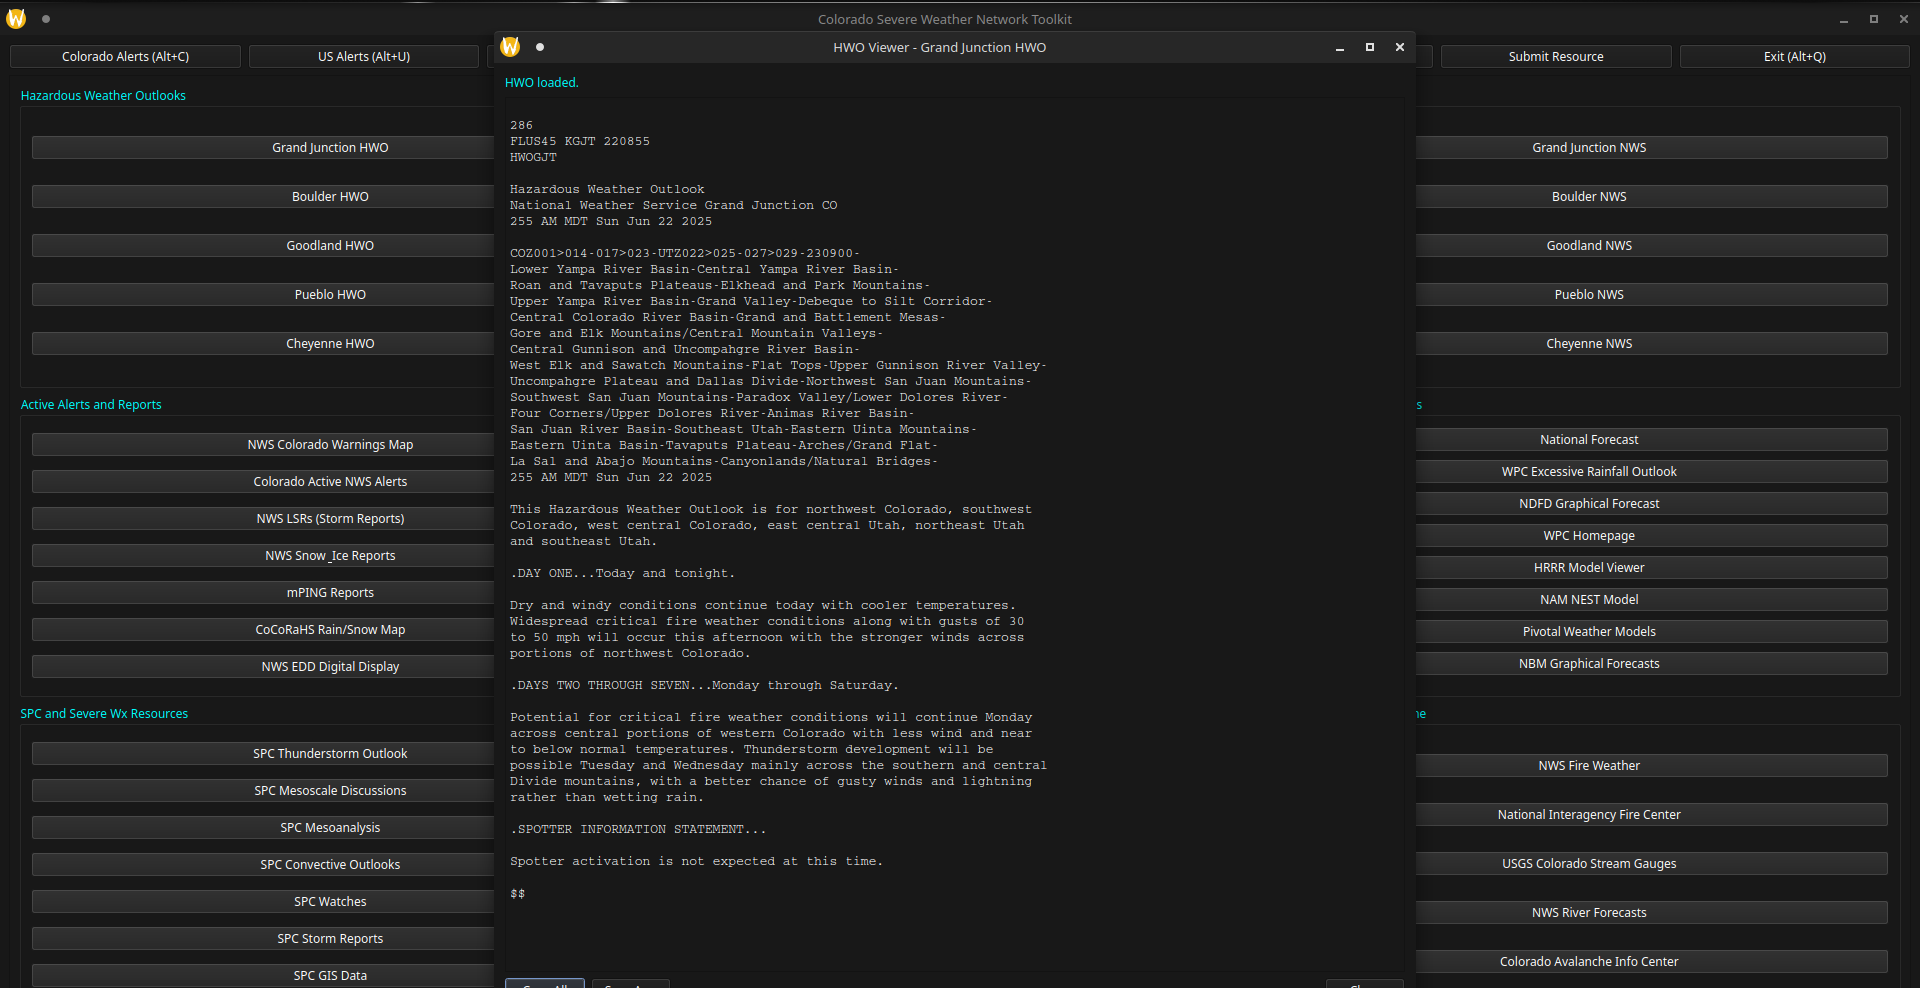 Colorado Severe Weather Network Toolkit
Colorado Alerts (Alt+C)
US Alerts (Alt+U)
Submit Resource
Exit (Alt+Q)
Hazardous Weather Outlooks
Grand Junction HWO
Boulder HWO
Goodland HWO
Pueblo HWO
Cheyenne HWO
Active Alerts and Reports
NWS Colorado Warnings Map
Colorado Active NWS Alerts
NWS LSRs (Storm Reports)
NWS Snow _Ice Reports
mPING Reports
CoCoRaHS Rain/Snow Map
NWS EDD Digital Display
SPC and Severe Wx Resources
SPC Thunderstorm Outlook
SPC Mesoscale Discussions
SPC Mesoanalysis
SPC Convective Outlooks
SPC Watches
SPC Storm Reports
SPC GIS Data
HWO Viewer - Grand Junction HWO
HWO loaded.
286
FLUS45 KGJT 220855
HWOGJT
Hazardous Weather Outlook
National Weather Service Grand Junction CO
255 AM MDT Sun Jun 22 2025
COZ001>014-017>023-UTZ022>025-027>029-230900-
Lower Yampa River Basin-Central Yampa River Basin-
Roan and Tavaputs Plateaus-Elkhead and Park Mountains-
Upper Yampa River Basin-Grand Valley-Debeque to Silt Corridor-
Central Colorado River Basin-Grand and Battlement Mesas-
Gore and Elk Mountains/Central Mountain Valleys-
Central Gunnison and Uncompahgre River Basin-
West Elk and Sawatch Mountains-Flat Tops-Upper Gunnison River Valley-
Uncompahgre Plateau and Dallas Divide-Northwest San Juan Mountains-
Southwest San Juan Mountains-Paradox Valley/Lower Dolores River-
Four Corners/Upper Dolores River-Animas River Basin-
San Juan River Basin-Southeast Utah-Eastern Uinta Mountains-
Eastern Uinta Basin-Tavaputs Plateau-Arches/Grand Flat-
La Sal and Abajo Mountains-Canyonlands/Natural Bridges-
255 AM MDT Sun Jun 22 2025
This Hazardous Weather Outlook is for northwest Colorado, southwest
Colorado, west central Colorado, east central Utah, northeast Utah
and southeast Utah.
.DAY ONE...Today and tonight.
Dry and windy conditions continue today with cooler temperatures.
Widespread critical fire weather conditions along with gusts of 30
to 50 mph will occur this afternoon with the stronger winds across
portions of northwest Colorado.
.DAYS TWO THROUGH SEVEN...Monday through Saturday.
Potential for critical fire weather conditions will continue Monday
across central portions of western Colorado with less wind and near
to below normal temperatures. Thunderstorm development will be
possible Tuesday and Wednesday mainly across the southern and central
Divide mountains, with a better chance of gusty winds and lightning
rather than wetting rain.
.SPOTTER INFORMATION STATEMENT...
Spotter activation is not expected at this time.
$$
Grand Junction NWS
Boulder NWS
Goodland NWS
Pueblo NWS
Cheyenne NWS
s
National Forecast
WPC Excessive Rainfall Outlook
NDFD Graphical Forecast
WPC Homepage
HRRR Model Viewer
NAM NEST Model
Pivotal Weather Models
NBM Graphical Forecasts
ne
NWS Fire Weather
National Interagency Fire Center
USGS Colorado Stream Gauges
NWS River Forecasts
Colorado Avalanche Info Center